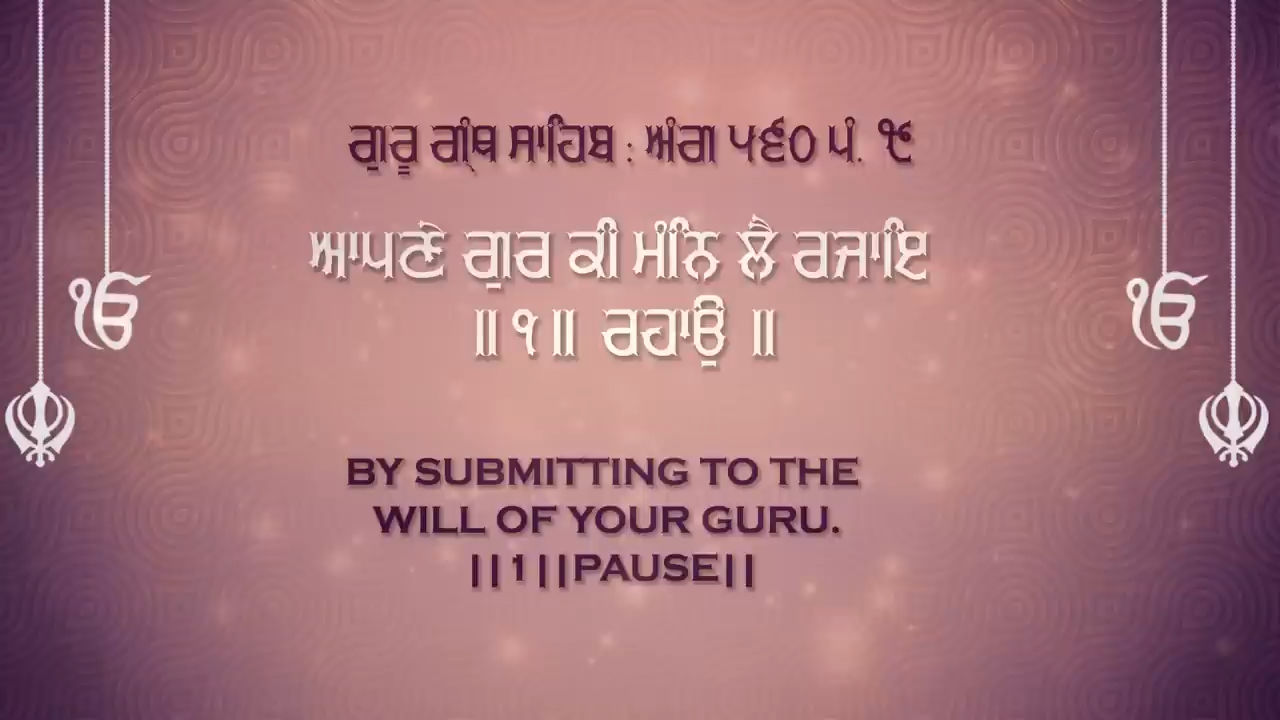 ਗੁਰੂ ਗ੍ਰੰਥ ਸਾਹਿਬ : ਅੰਗ ੫੬੦ ਪੰ. ੯
ਆਪਣੇ ਗੁਰ ਕੀ ਮੰਨਿ ਲੈ ਰਜਾਇ
॥੧॥ ਰਹਾਉ ॥
BY SUBMITTING TO THE
WILL OF YOUR GURU.
||1||PAUSE||
ੴ
ੴ